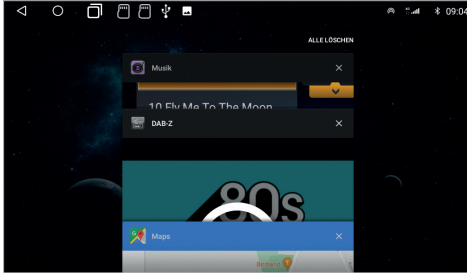 09:04
ALLE LÖSCHEN
Musik
10 Fly Me To The Moon
DAB-Z
80s
Maps